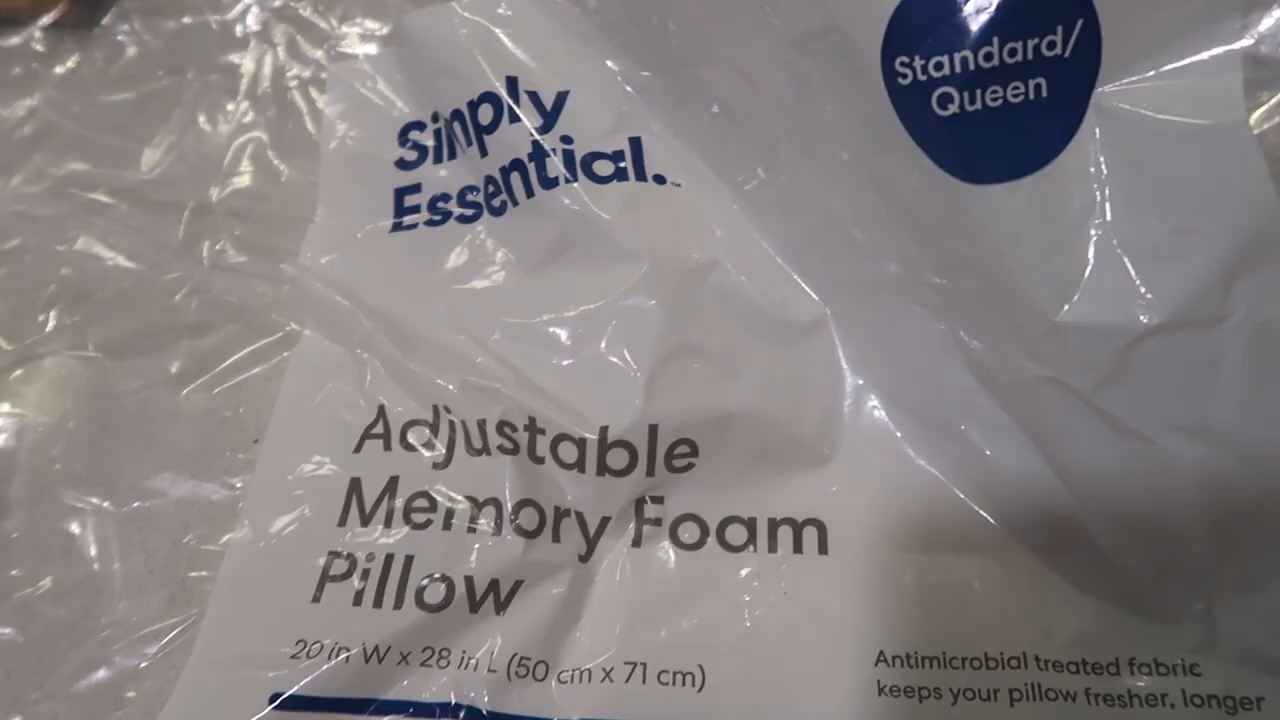 Simply
Essential.™
Standard/
Queen
Adjustable
Memory Foam
Pillow
20 in W x 28 in L (50 cm x 71 cm)
Antimicrobial treated fabric
keeps your pillow fresher, longer